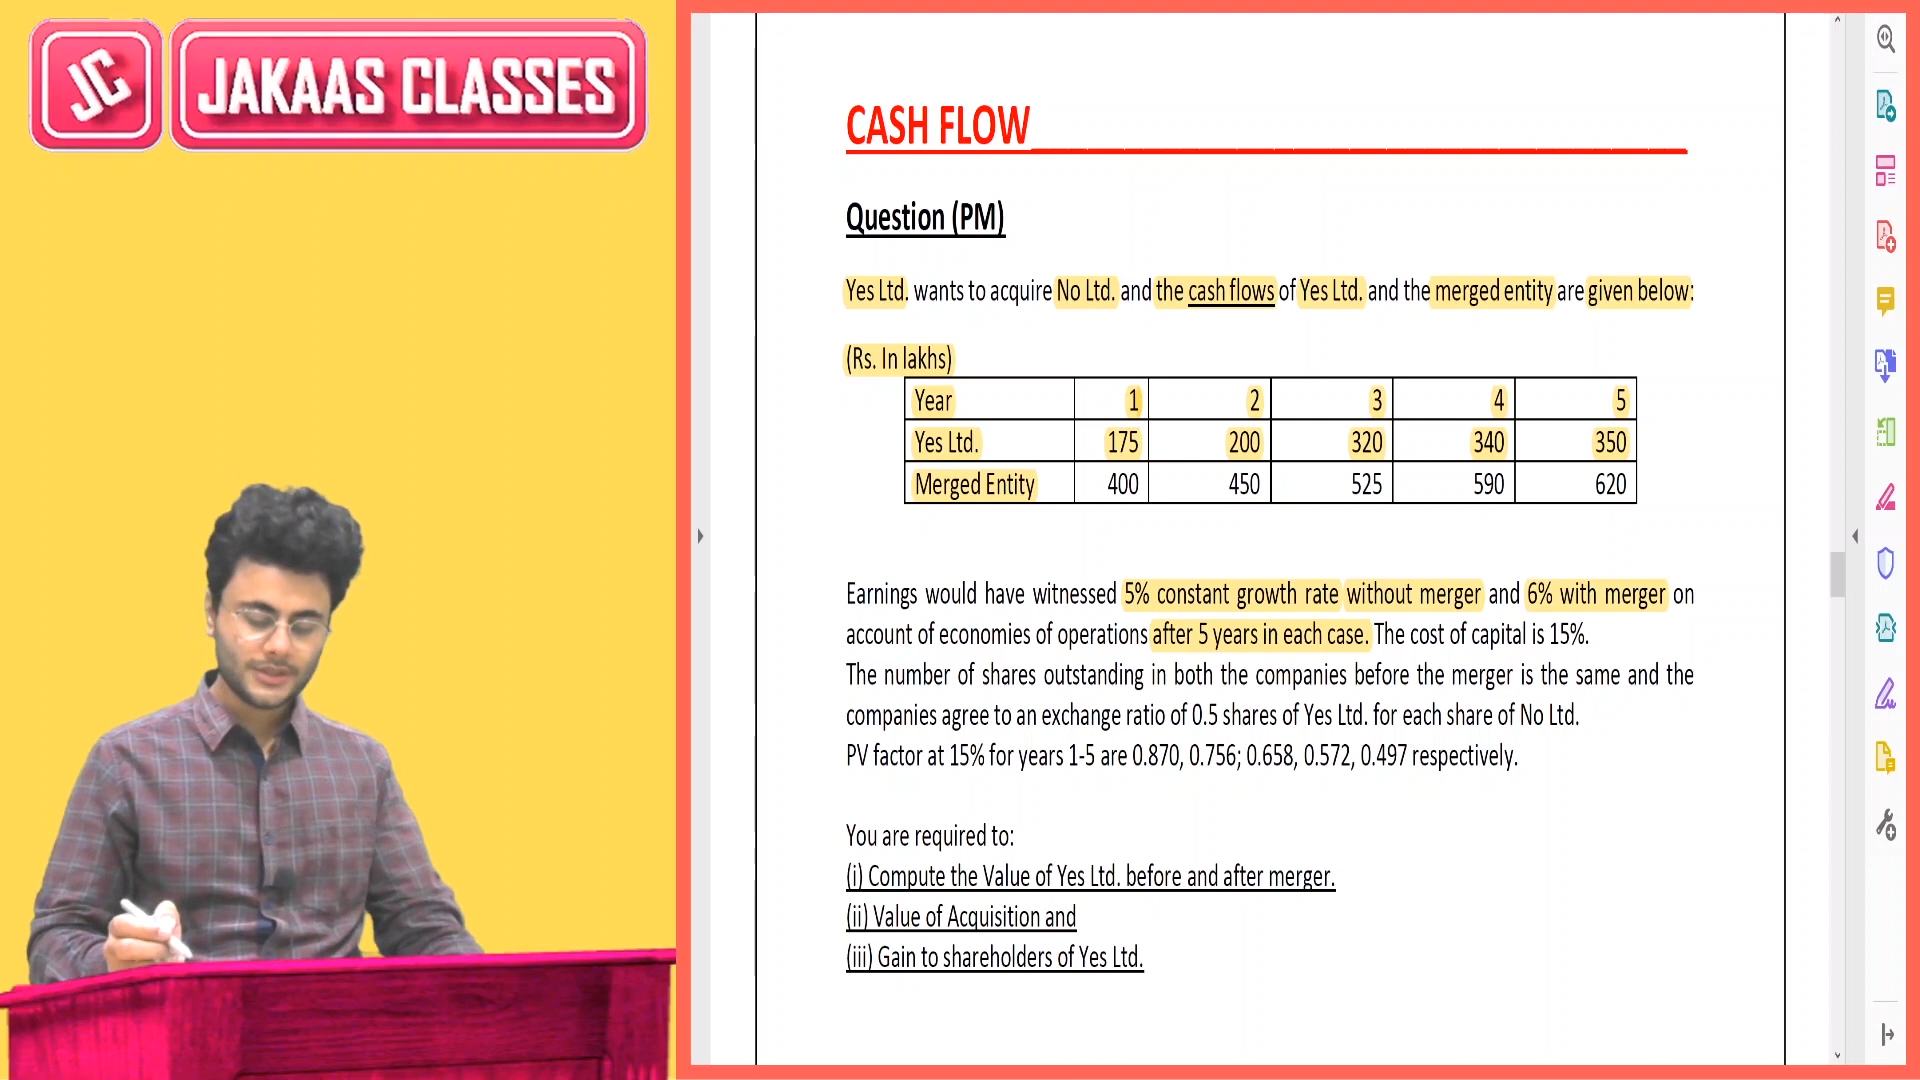 JC
JAKAAS CLASSES
CASH FLOW
Question (PM)
Yes Ltd. wants to acquire No Ltd. and the cash flows of Yes Ltd. and the merged entity are given below:
(Rs. In lakhs)
Year 1 2 3 4 5
Yes Ltd. 175 200 320 340 350
Merged Entity 400 450 525 590 620
Earnings would have witnessed 5% constant growth rate without merger and 6% with merger on
account of economies of operations after 5 years in each case. The cost of capital is 15%.
The number of shares outstanding in both the companies before the merger is the same and the
companies agree to an exchange ratio of 0.5 shares of Yes Ltd. for each share of No Ltd.
PV factor at 15% for years 1-5 are 0.870, 0.756; 0.658, 0.572, 0.497 respectively.
You are required to:
(i) Compute the Value of Yes Ltd. before and after merger.
(ii) Value of Acquisition and
(iii) Gain to shareholders of Yes Ltd.